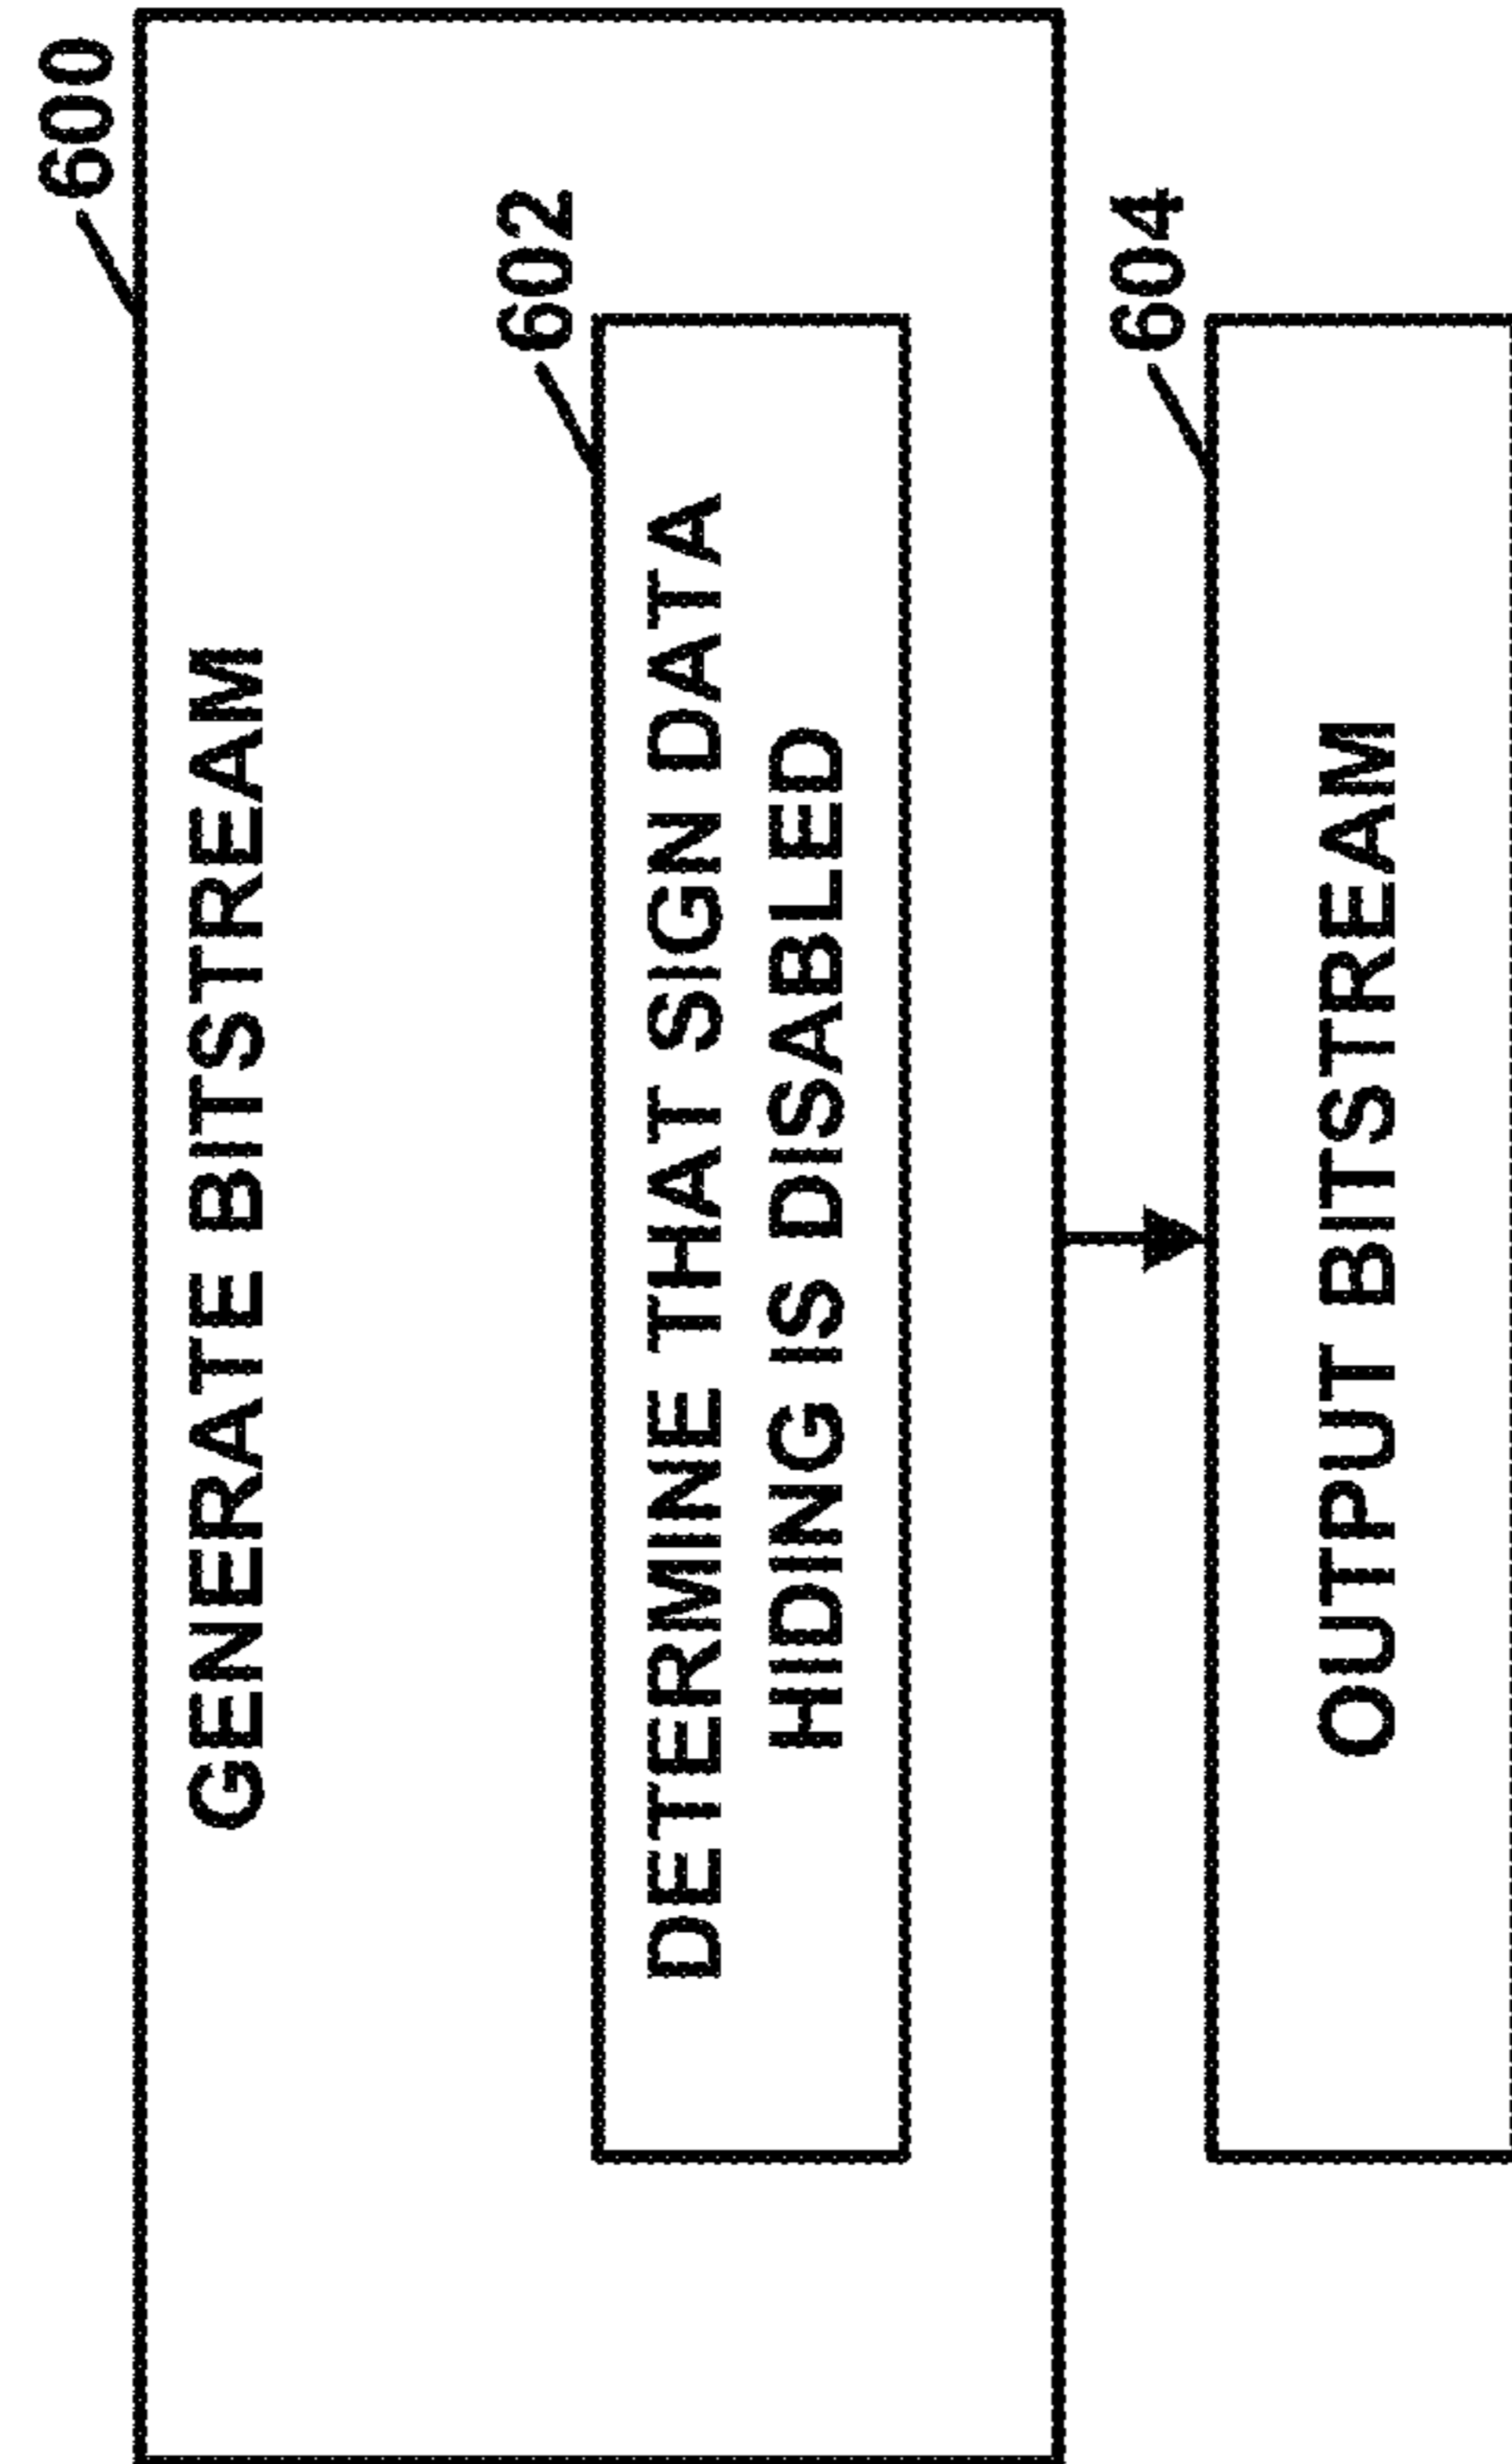 600
GENERATE BITSTREAM
602
DETERMINE THAT SIGN DATA
HIDING IS DISABLED
604
OUTPUT BITSTREAM